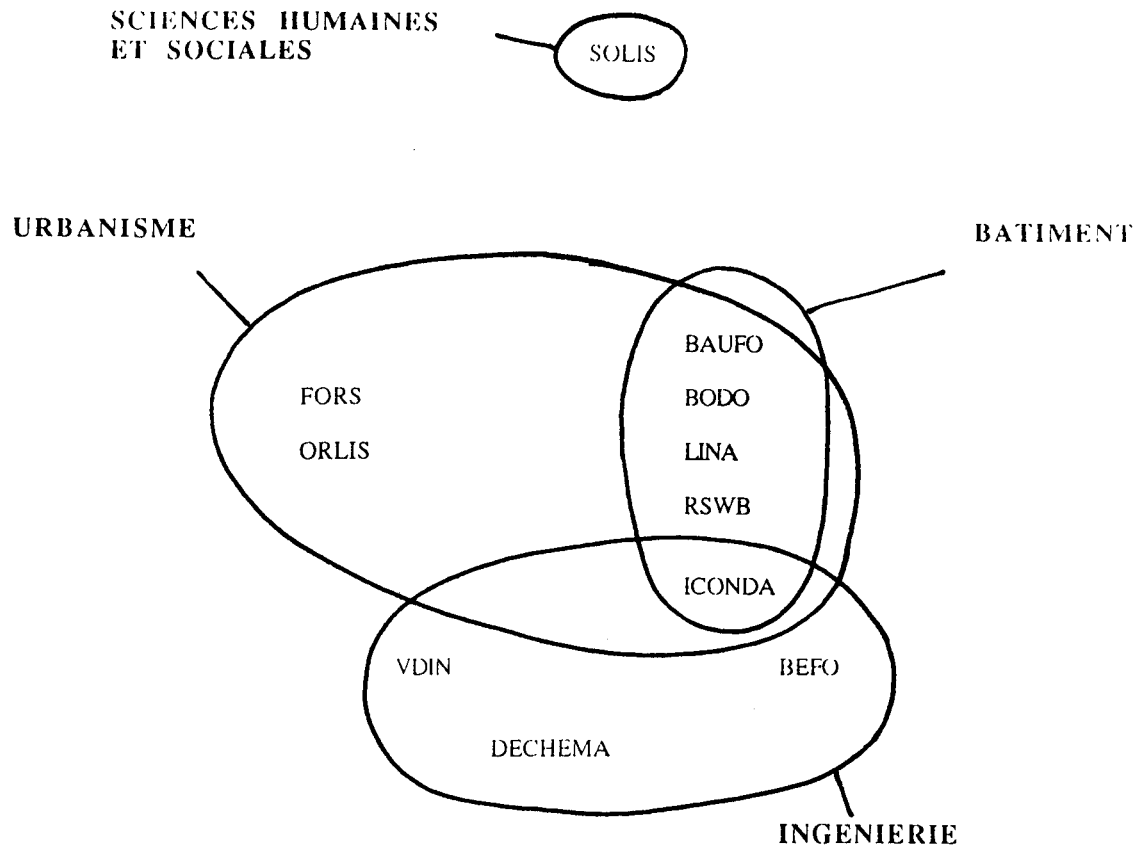 SCIENCES HUMAINES
ET SOCIALES
SOLIS
URBANISME
BATIMENT
BAUFO
FORS
BODO
ORLIS
LINA
RSWB
ICONDA
VDIN
BEFO
DECHEMA
INGENIERIE